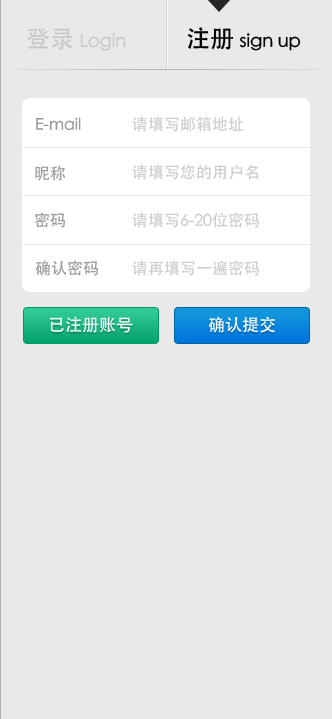 登录 Login
注册 sign up
E-mail 请填写邮箱地址
昵称 请填写您的用户名
密码 请填写6-20位密码
确认密码 请再填写一遍密码
已注册账号 确认提交